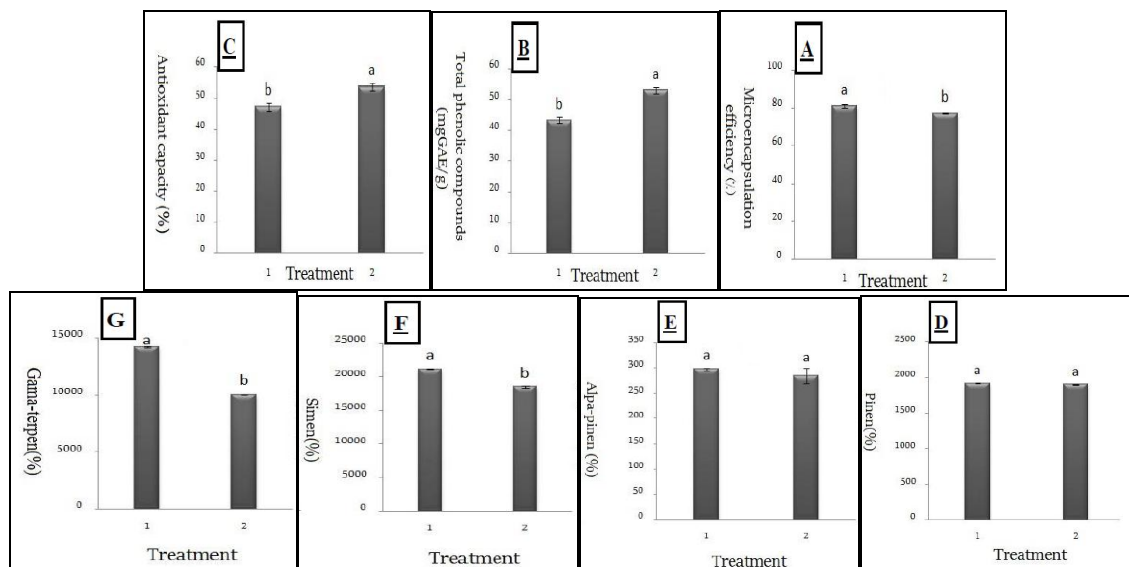 C
Antioxidant capacity (%)
60
50
40
30
20
10
0
b
a
1 Treatment 2
B
Total phenolic compounds
(mgGAE/g)
60
50
40
30
20
10
0
b
a
1 Treatment 2
A
Microencapsulation
efficiency (%)
100
80
60
40
20
0
a
b
1 Treatment 2
G
Gama-terpen(%)
15000
10000
5000
0
a
b
1 2
Treatment
F
Simen(%)
25000
20000
15000
10000
5000
0
a
b
1 2
Treatment
E
Alpa-pinen (%)
350
300
250
200
150
100
50
0
a
a
1 2
Treatment
D
Pinen(%)
2500
2000
1500
1000
500
0
a
a
1 2
Treatment